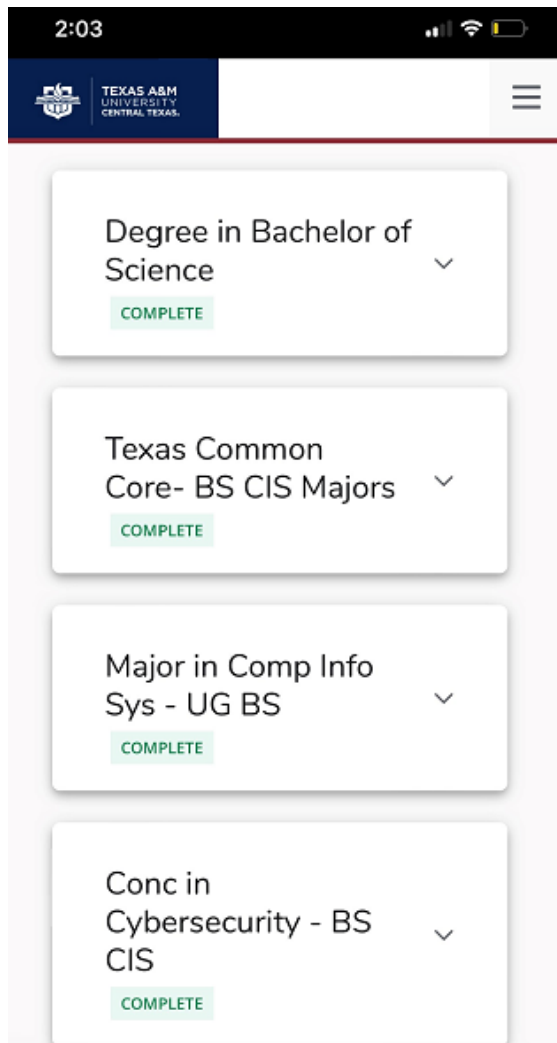 2:03
TEXAS A&M
UNIVERSITY
CENTRAL TEXAS.
Degree in Bachelor of
Science
COMPLETE
Texas Common
Core- BS CIS Majors
COMPLETE
Major in Comp Info
Sys - UG BS
COMPLETE
Conc in
Cybersecurity - BS
CIS
COMPLETE